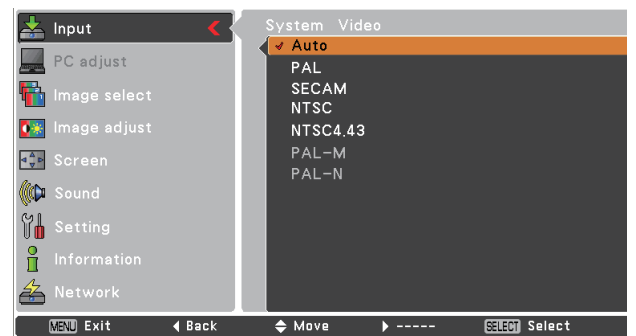 Input
PC adjust
Image select
Image adjust
Screen
Sound
Setting
Information
Network
System Video
Auto
PAL
SECAM
NTSC
NTSC4.43
PAL-M
PAL-N
MENU Exit
Back
Move
-----
SELECT Select